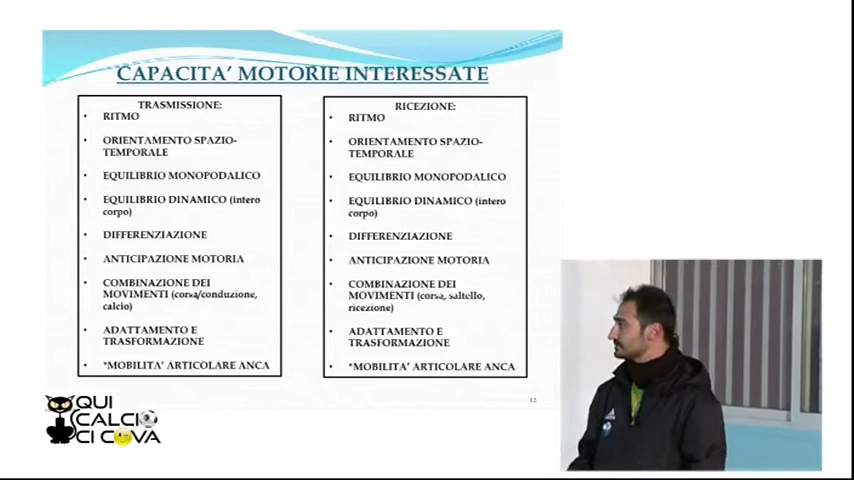 CAPACITA' MOTORIE INTERESSATE
TRASMISSIONE:
• RITMO
• ORIENTAMENTO SPAZIO-
TEMPORALE
• EQUILIBRIO MONOPODALICO
• EQUILIBRIO DINAMICO (intero
corpo)
• DIFFERENZIAZIONE
• ANTICIPAZIONE MOTORIA
• COMBINAZIONE DEI
MOVIMENTI (corsa/conduzione,
calcio)
• ADATTAMENTO E
TRASFORMAZIONE
• *MOBILITA' ARTICOLARE ANCA
RICEZIONE:
• RITMO
• ORIENTAMENTO SPAZIO-
TEMPORALE
• EQUILIBRIO MONOPODALICO
• EQUILIBRIO DINAMICO (intero
corpo)
• DIFFERENZIAZIONE
• ANTICIPAZIONE MOTORIA
• COMBINAZIONE DEI
MOVIMENTI (corsa, saltello,
ricezione)
• ADATTAMENTO E
TRASFORMAZIONE
• *MOBILITA' ARTICOLARE ANCA
12
QUI
CALCIO
CI COVA